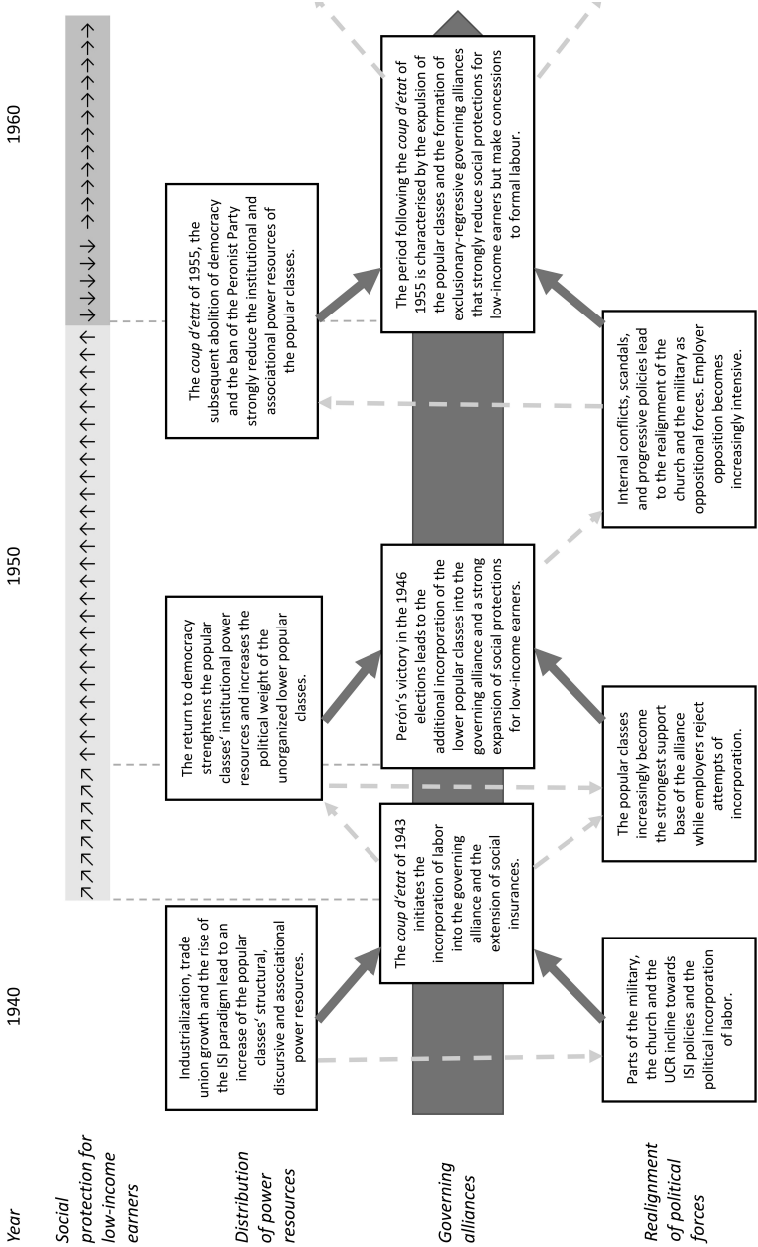 Year
1940
1950
1960
Social
protection for
low-income
earners
Distribution
of power
resources
Industrialization, trade
union growth and the rise of
the ISI paradigm lead to an
increase of the popular
classes‘ structural,
discursive and associational
power resources.
The return to democracy
strenghtens the popular
classes‘ institutional power
resources and increases the
political weight of the
unorganized lower popular
classes.
The coup d’etat of 1955, the
subsequent abolition of democracy
and the ban of the Peronist Party
strongly reduce the institutional and
associational power resources of
the popular classes.
Governing
alliances
The coup d’etat of 1943
initiates the
incorporation of labor
into the governing
alliance and the
extension of social
insurances.
Perón’s victory in the 1946
elections leads to the
additional incorporation of the
lower popular classes into the
governing alliance and a strong
expansion of social protections
for low-income earners.
The period following the coup d’etat of
1955 is characterised by the expulsion of
the popular classes and the formation of
exclusionary-regressive governing alliances
that strongly reduce social protections for
low-income earners but make concessions
to formal labour.
Realignment
of political
forces
Parts of the military,
the church and the
UCR incline towards
ISI policies and the
political incorporation
of labor.
The popular classes
increasingly become
the strongest support
base of the alliance
while employers reject
attempts of
incorporation.
Internal conflicts, scandals,
and progressive policies lead
to the realignment of the
church and the military as
oppositional forces. Employer
opposition becomes
increasingly intensive.